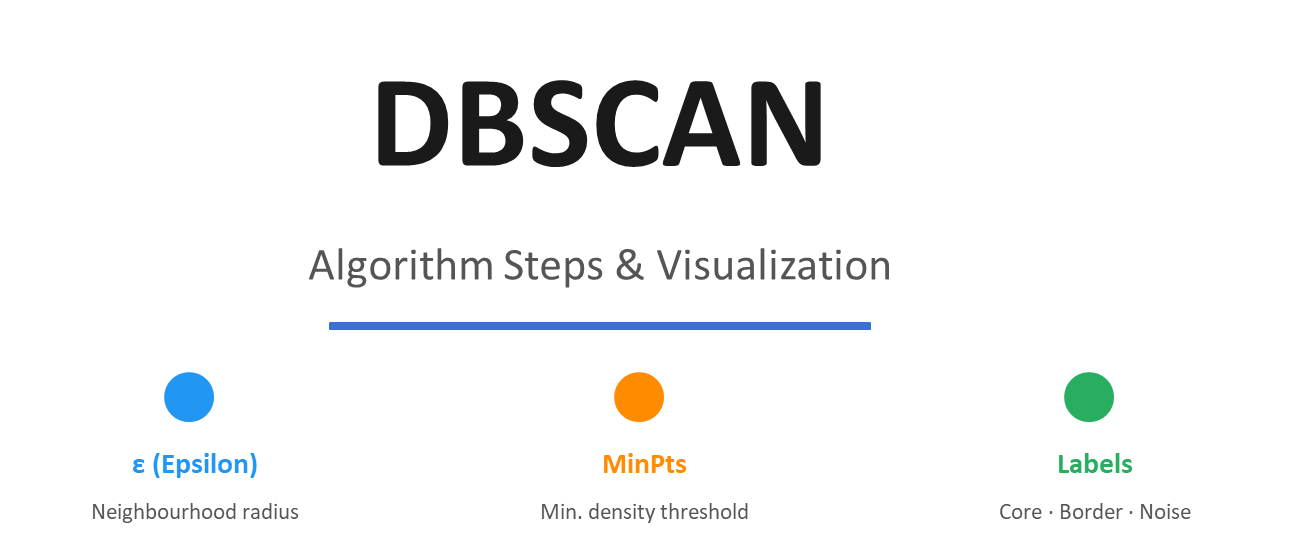 DBSCAN
Algorithm Steps & Visualization
ε (Epsilon)
Neighbourhood radius
MinPts
Min. density threshold
Labels
Core · Border · Noise